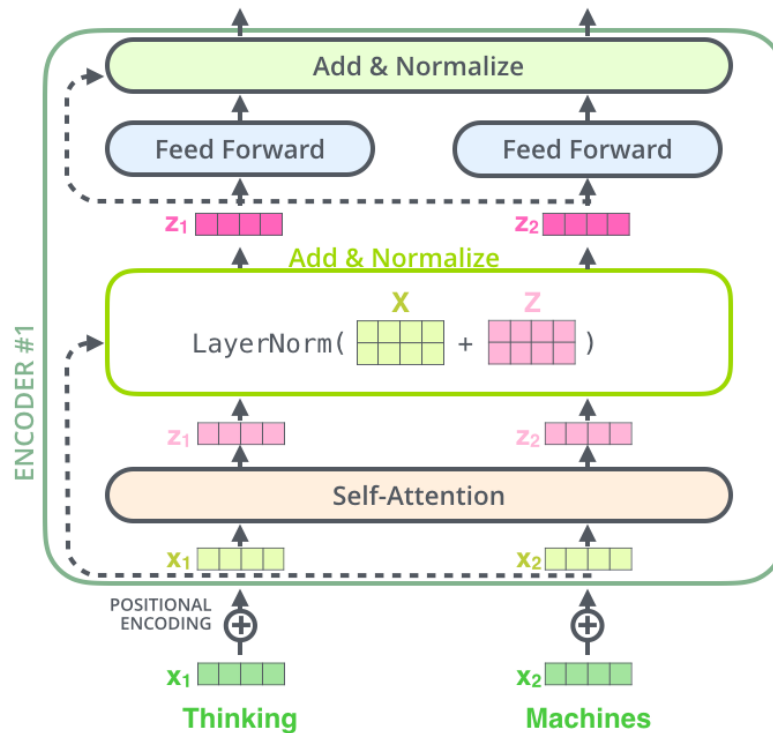 Add & Normalize
Feed Forward
Feed Forward
z₁
z₂
Add & Normalize
X
Z
LayerNorm( + )
ENCODER #1
z₁
z₂
Self-Attention
x₁
x₂
POSITIONAL
ENCODING
+
+
x₁
x₂
Thinking
Machines